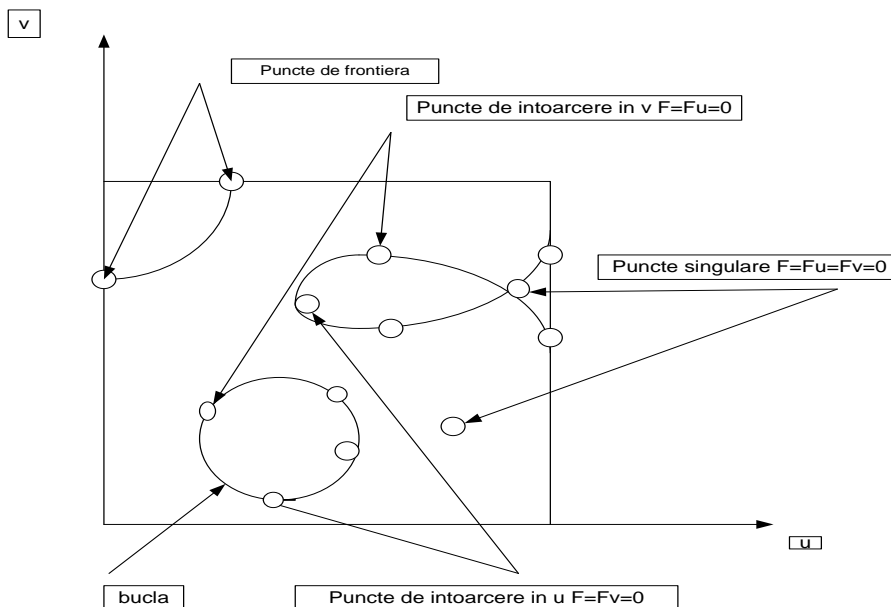 v
Puncte de frontiera
Puncte de intoarcere in v F=Fu=0
Puncte singulare F=Fu=Fv=0
u
bucla
Puncte de intoarcere in u F=Fv=0